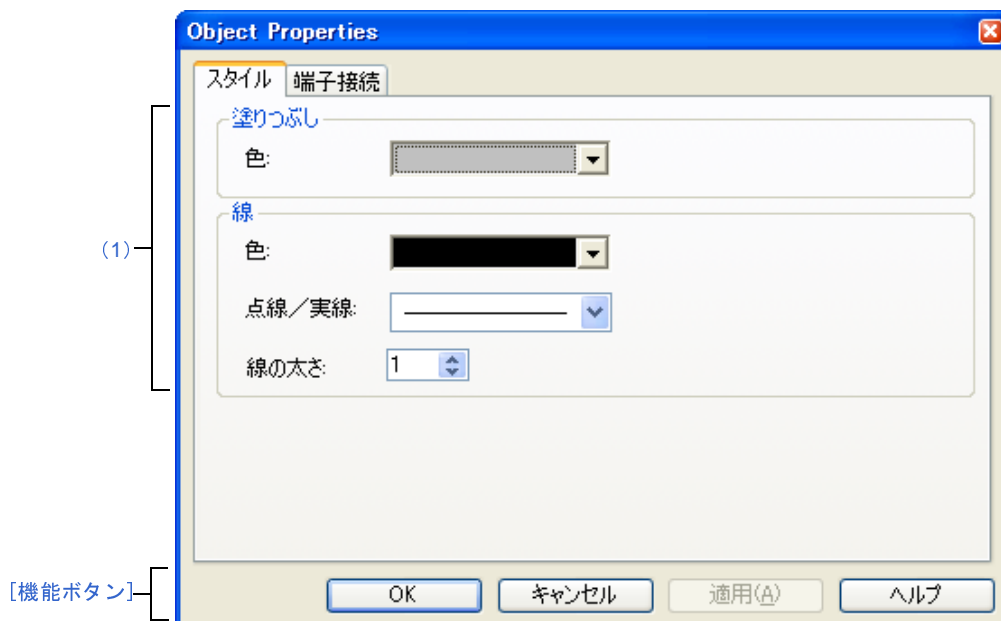 Object Properties
スタイル 端子接続
塗りつぶし
色:
線
(1)
色:
点線／実線:
線の太さ: 1
[機能ボタン]
OK キャンセル 適用(A) ヘルプ